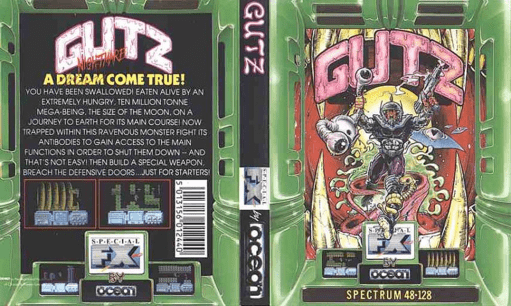 GUTZ
NIGHTMARE
A DREAM COME TRUE!
YOU HAVE BEEN SWALLOWED! EATEN ALIVE BY AN
EXTREMELY HUNGRY, TEN MILLION TONNE
MEGA-BEING, THE SIZE OF THE MOON, ON A
JOURNEY TO EARTH FOR ITS MAIN COURSE! NOW
TRAPPED WITHIN THIS RAVENOUS MONSTER FIGHT ITS
ANTIBODIES TO GAIN ACCESS TO THE MAIN
FUNCTIONS IN ORDER TO SHUT THEM DOWN – AND
THAT'S NOT EASY! THEN BUILD A SPECIAL WEAPON,
BREACH THE DEFENSIVE DOORS...JUST FOR STARTERS!
5013156012440
SPECIAL
FX
BY
ocean
GUTZ
SPECIAL
FX
by
ocean
GUTZ
SPECIAL
FX
BY
ocean
SPECTRUM 48-128